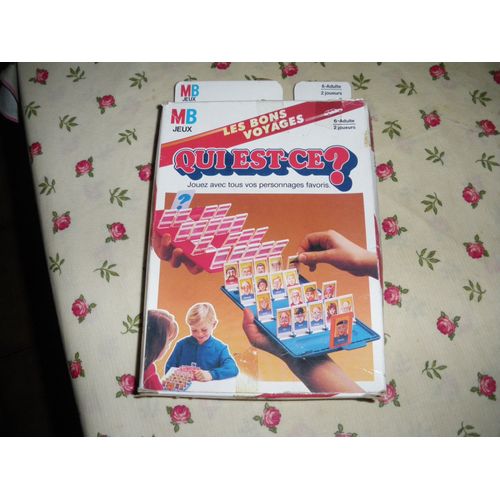 MB
JEUX
5-Adulte
2 joueurs
MB
JEUX
LES BONS
VOYAGES
6-Adulte
2 joueurs
QUI EST-CE?
Jouez avec tous vos personnages favoris.
?